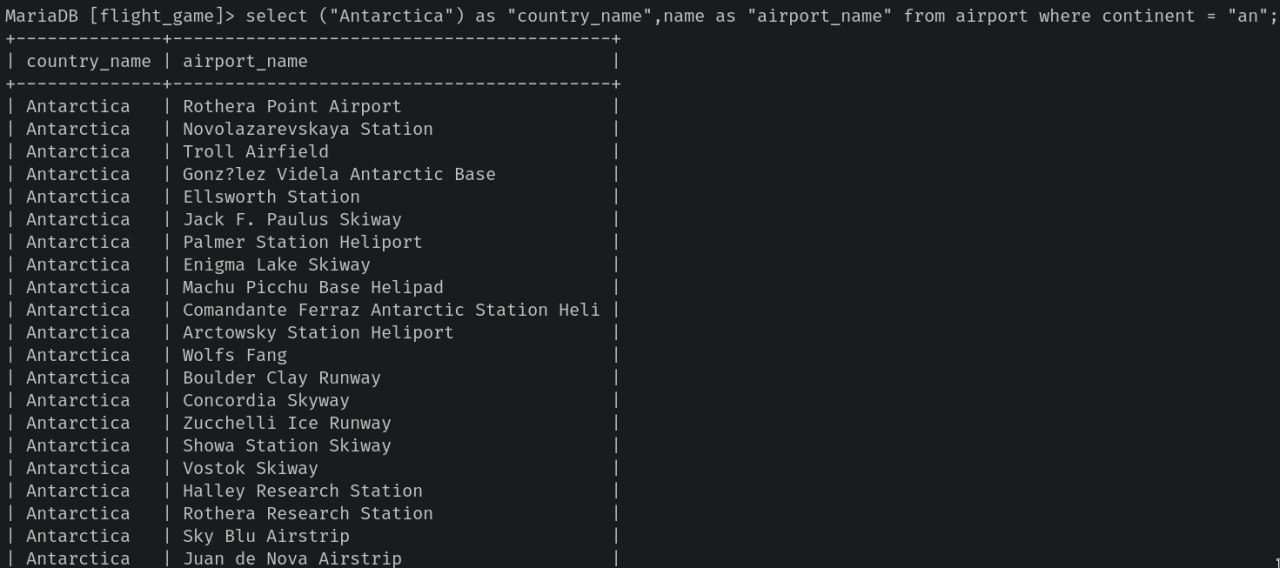 MariaDB [flight_game]> select ("Antarctica") as "country_name",name as "airport_name" from airport where continent = "an";
+--------------+------------------------------------------+
| country_name | airport_name                             |
+--------------+------------------------------------------+
| Antarctica   | Rothera Point Airport                    |
| Antarctica   | Novolazarevskaya Station                 |
| Antarctica   | Troll Airfield                           |
| Antarctica   | Gonz?lez Videla Antarctic Base           |
| Antarctica   | Ellsworth Station                        |
| Antarctica   | Jack F. Paulus Skiway                    |
| Antarctica   | Palmer Station Heliport                  |
| Antarctica   | Enigma Lake Skiway                       |
| Antarctica   | Machu Picchu Base Helipad                |
| Antarctica   | Comandante Ferraz Antarctic Station Heli |
| Antarctica   | Arctowsky Station Heliport               |
| Antarctica   | Wolfs Fang                               |
| Antarctica   | Boulder Clay Runway                      |
| Antarctica   | Concordia Skyway                         |
| Antarctica   | Zucchelli Ice Runway                     |
| Antarctica   | Showa Station Skiway                     |
| Antarctica   | Vostok Skiway                            |
| Antarctica   | Halley Research Station                  |
| Antarctica   | Rothera Research Station                 |
| Antarctica   | Sky Blu Airstrip                         |
| Antarctica   | Juan de Nova Airstrip                    |